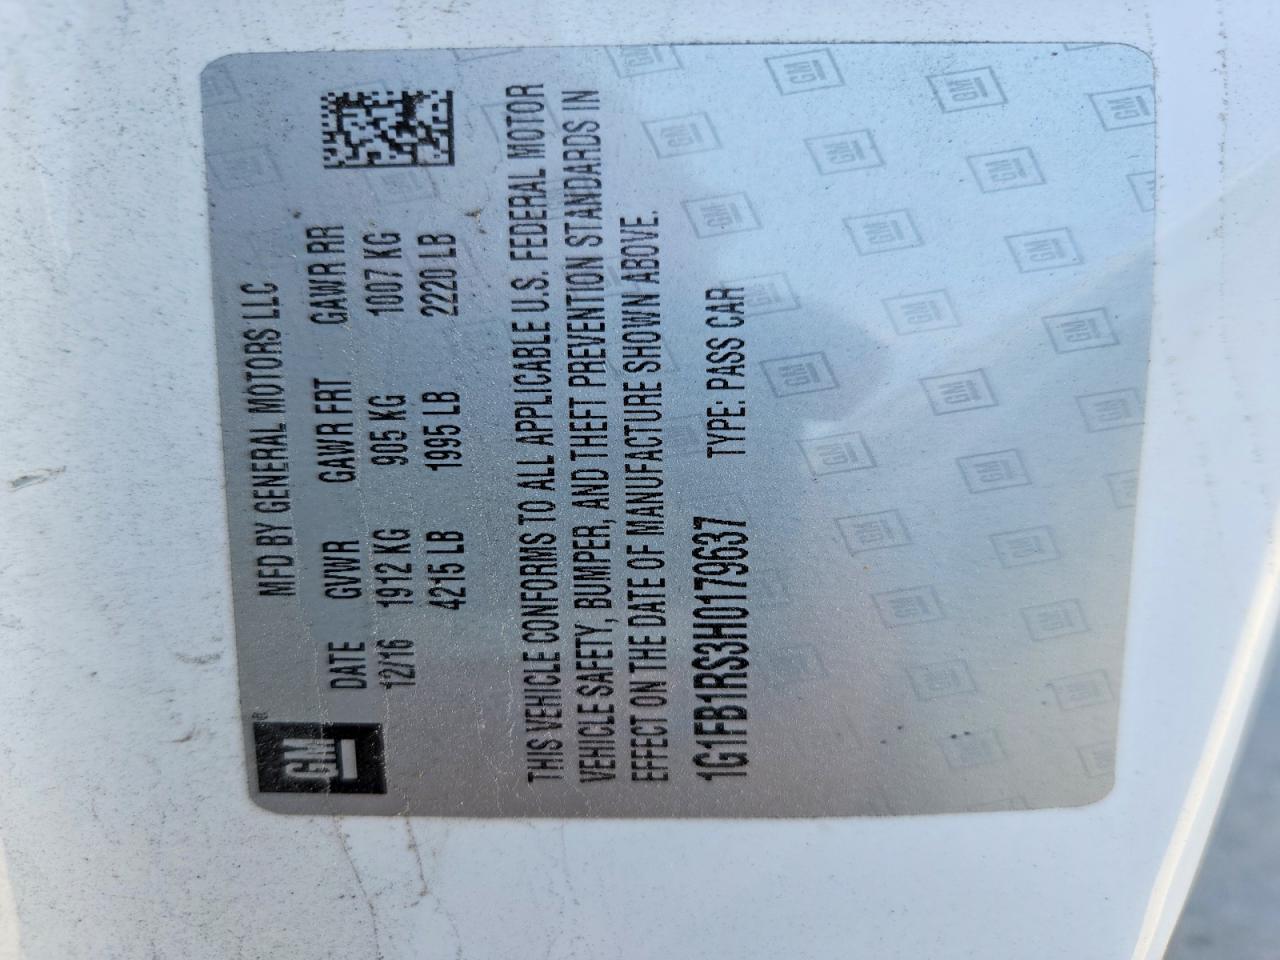 GM®
MFD BY GENERAL MOTORS LLC
DATE GVWR GAWR FRT GAWR RR
12/16 1912 KG 905 KG 1007 KG
4215 LB 1995 LB 2220 LB
THIS VEHICLE CONFORMS TO ALL APPLICABLE U.S. FEDERAL MOTOR
VEHICLE SAFETY, BUMPER, AND THEFT PREVENTION STANDARDS IN
EFFECT ON THE DATE OF MANUFACTURE SHOWN ABOVE.
1G1FB1RS3H0179637 TYPE: PASS CAR